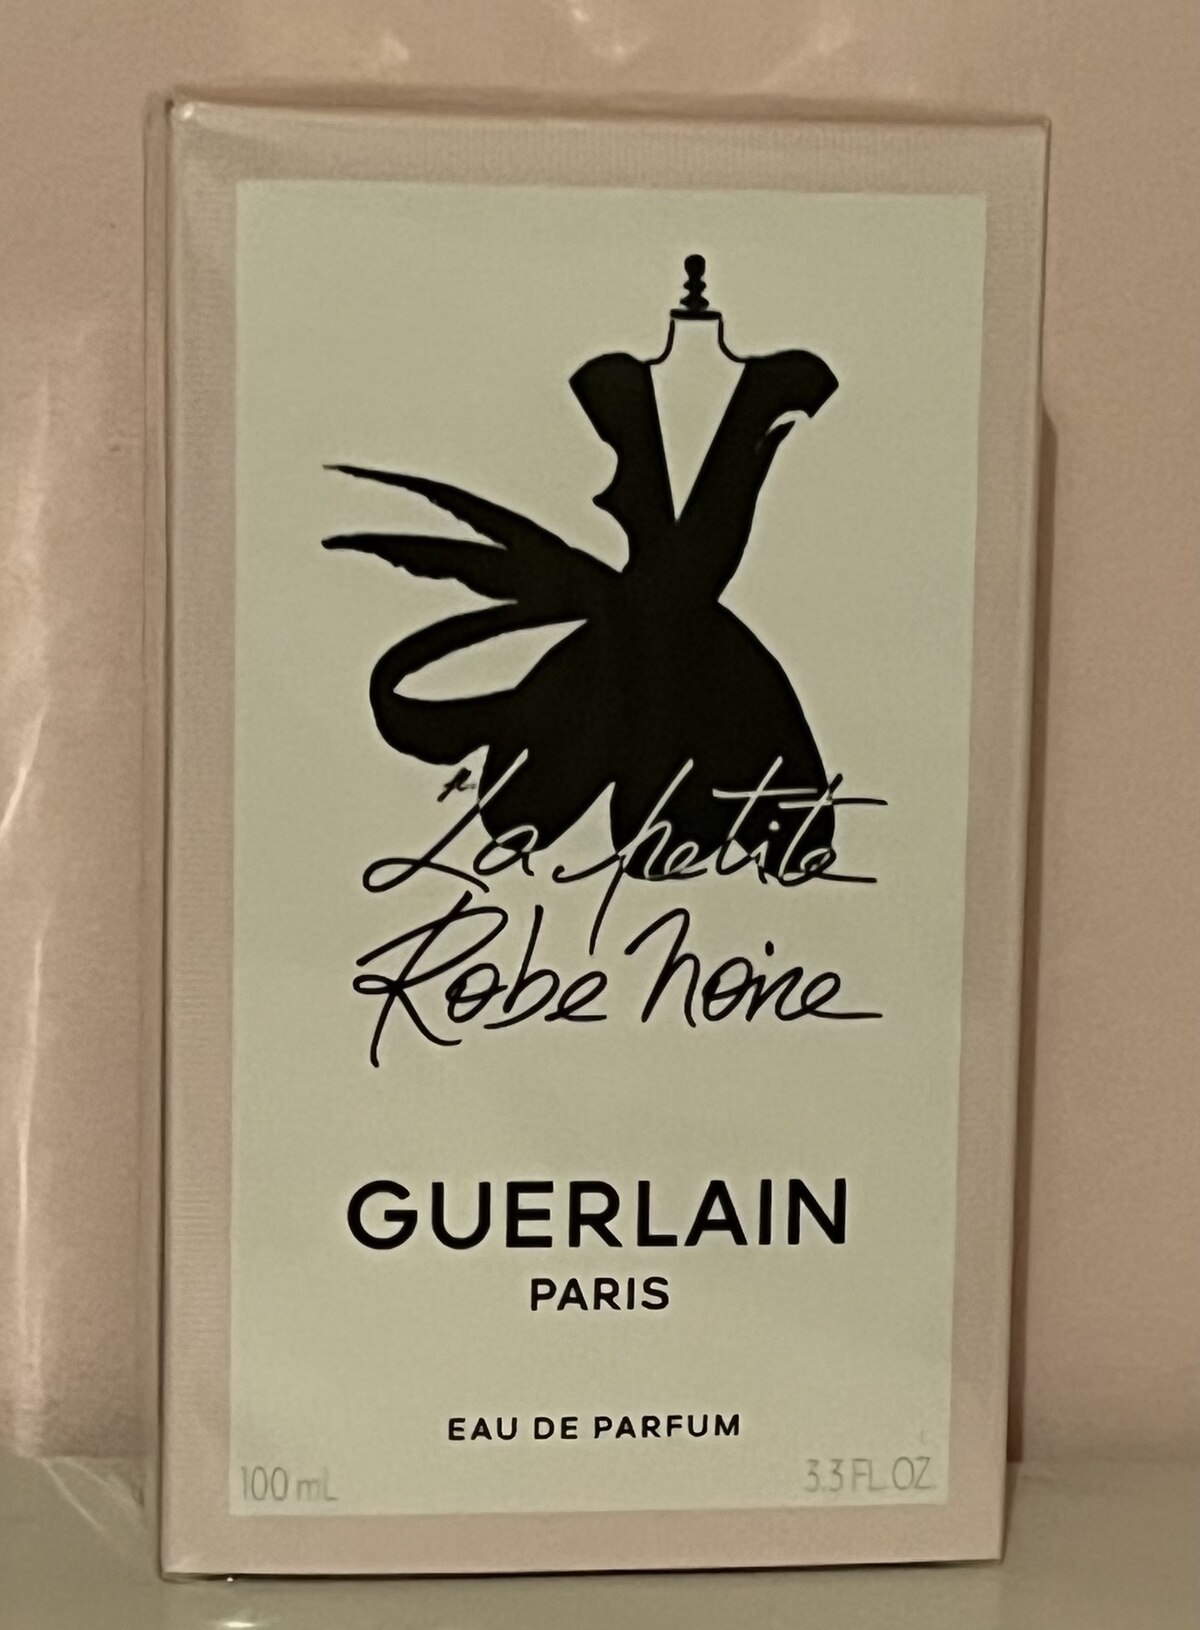 La petite
Robe Noire
GUERLAIN
PARIS
EAU DE PARFUM
100 mL
3.3 FL OZ